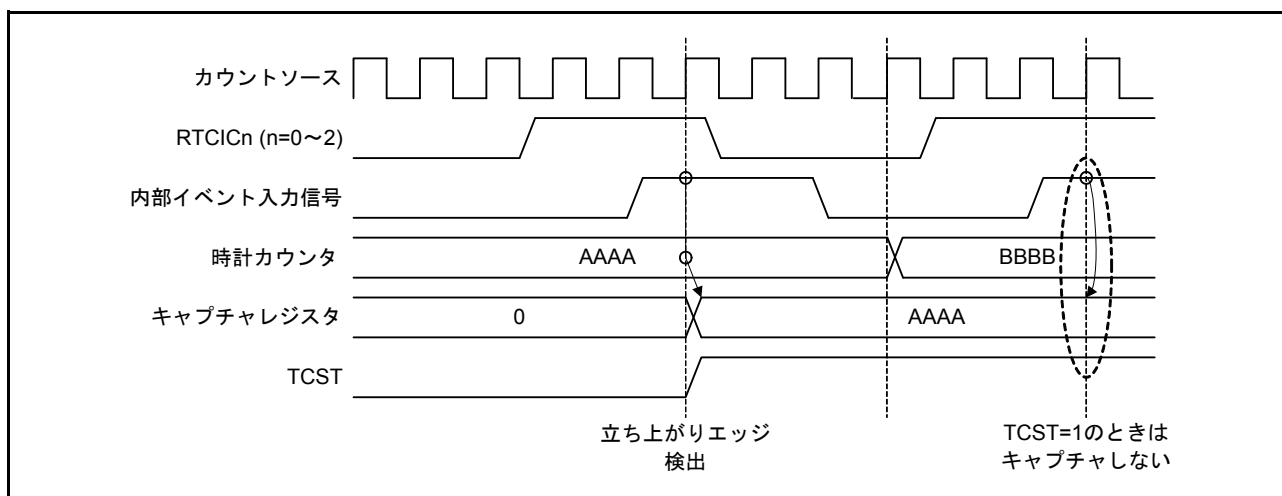 カウントソース
RTCICn (n=0～2)
内部イベント入力信号
時計カウンタ
AAAA
BBBB
キャプチャレジスタ
0
AAAA
TCST
立ち上がりエッジ
検出
TCST=1のときは
キャプチャしない